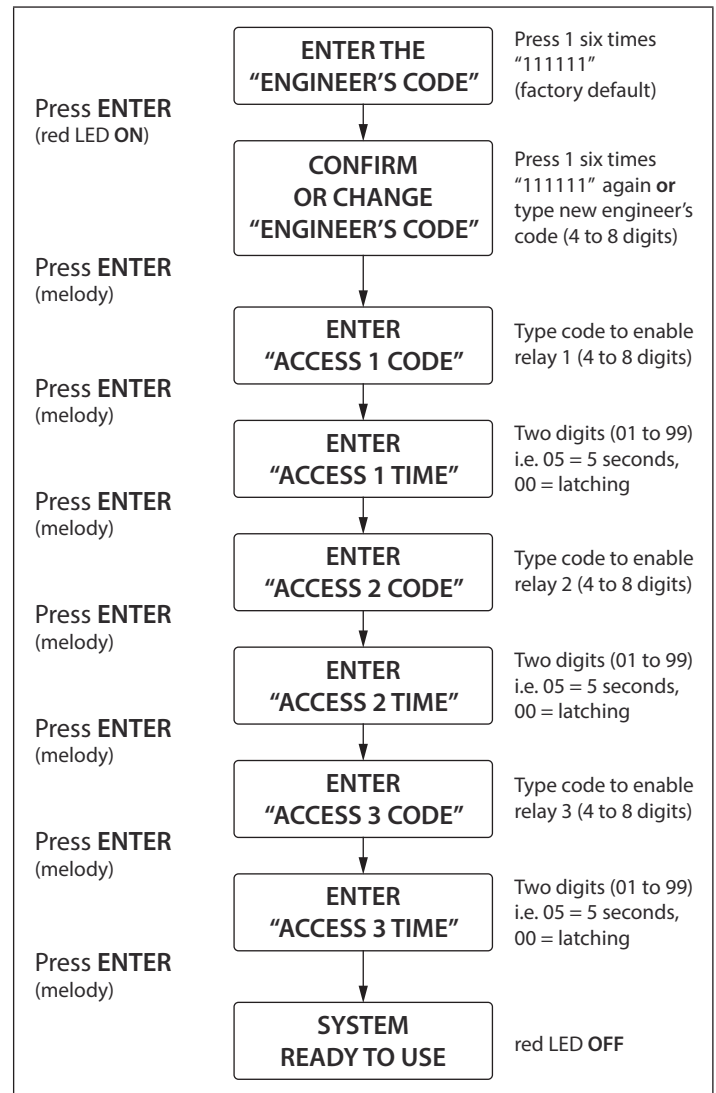 ENTER THE
“ENGINEER’S CODE”
Press 1 six times
“111111”
(factory default)
Press ENTER
(red LED ON)
CONFIRM
OR CHANGE
“ENGINEER’S CODE”
Press 1 six times
“111111” again or
type new engineer’s
code (4 to 8 digits)
Press ENTER
(melody)
ENTER
“ACCESS 1 CODE”
Type code to enable
relay 1 (4 to 8 digits)
Press ENTER
(melody)
ENTER
“ACCESS 1 TIME”
Two digits (01 to 99)
i.e. 05 = 5 seconds,
00 = latching
Press ENTER
(melody)
ENTER
“ACCESS 2 CODE”
Type code to enable
relay 2 (4 to 8 digits)
Press ENTER
(melody)
ENTER
“ACCESS 2 TIME”
Two digits (01 to 99)
i.e. 05 = 5 seconds,
00 = latching
Press ENTER
(melody)
ENTER
“ACCESS 3 CODE”
Type code to enable
relay 3 (4 to 8 digits)
Press ENTER
(melody)
ENTER
“ACCESS 3 TIME”
Two digits (01 to 99)
i.e. 05 = 5 seconds,
00 = latching
Press ENTER
(melody)
SYSTEM
READY TO USE
red LED OFF